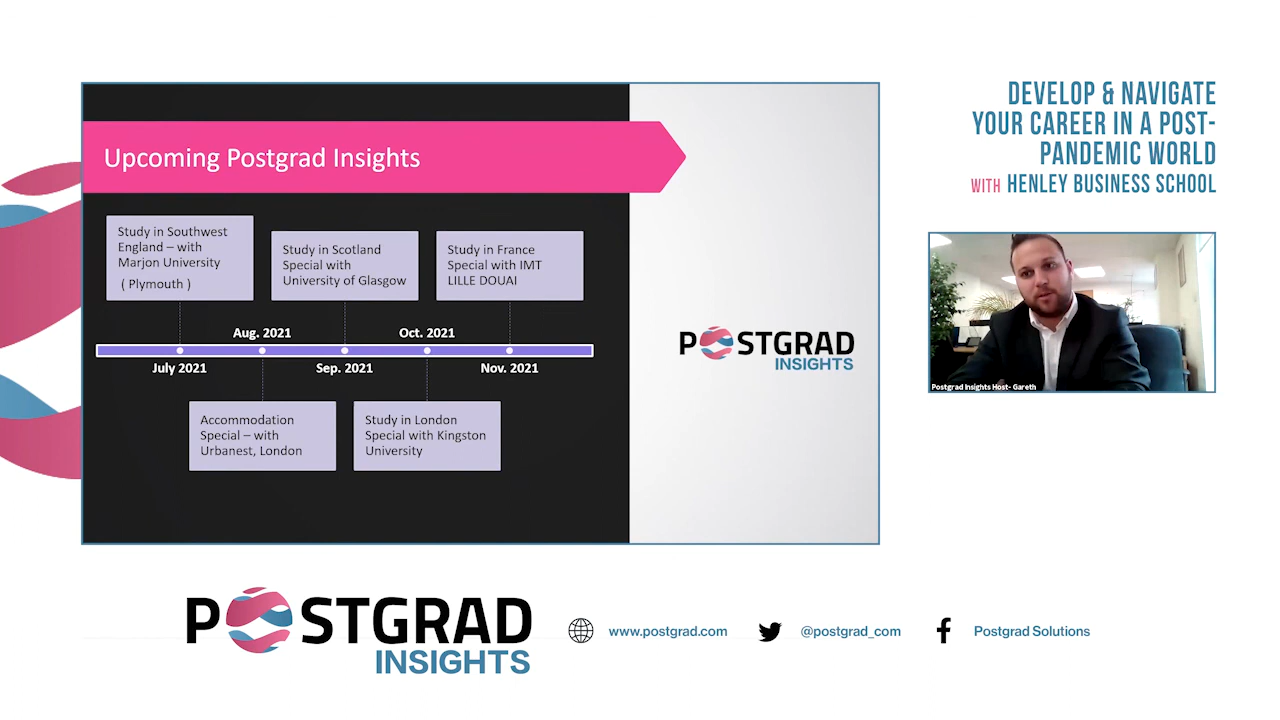 DEVELOP & NAVIGATE
YOUR CAREER IN A POST-
PANDEMIC WORLD
WITH HENLEY BUSINESS SCHOOL
Upcoming Postgrad Insights
Study in Southwest
England – with
Marjon University
( Plymouth )
Study in Scotland
Special with
University of Glasgow
Study in France
Special with IMT
LILLE DOUAI
Aug. 2021
Oct. 2021
July 2021
Sep. 2021
Nov. 2021
Accommodation
Special – with
Urbanest, London
Study in London
Special with Kingston
University
POSTGRAD
INSIGHTS
Postgrad Insights Host- Gareth
POSTGRAD
INSIGHTS
www.postgrad.com
@postgrad_com
Postgrad Solutions